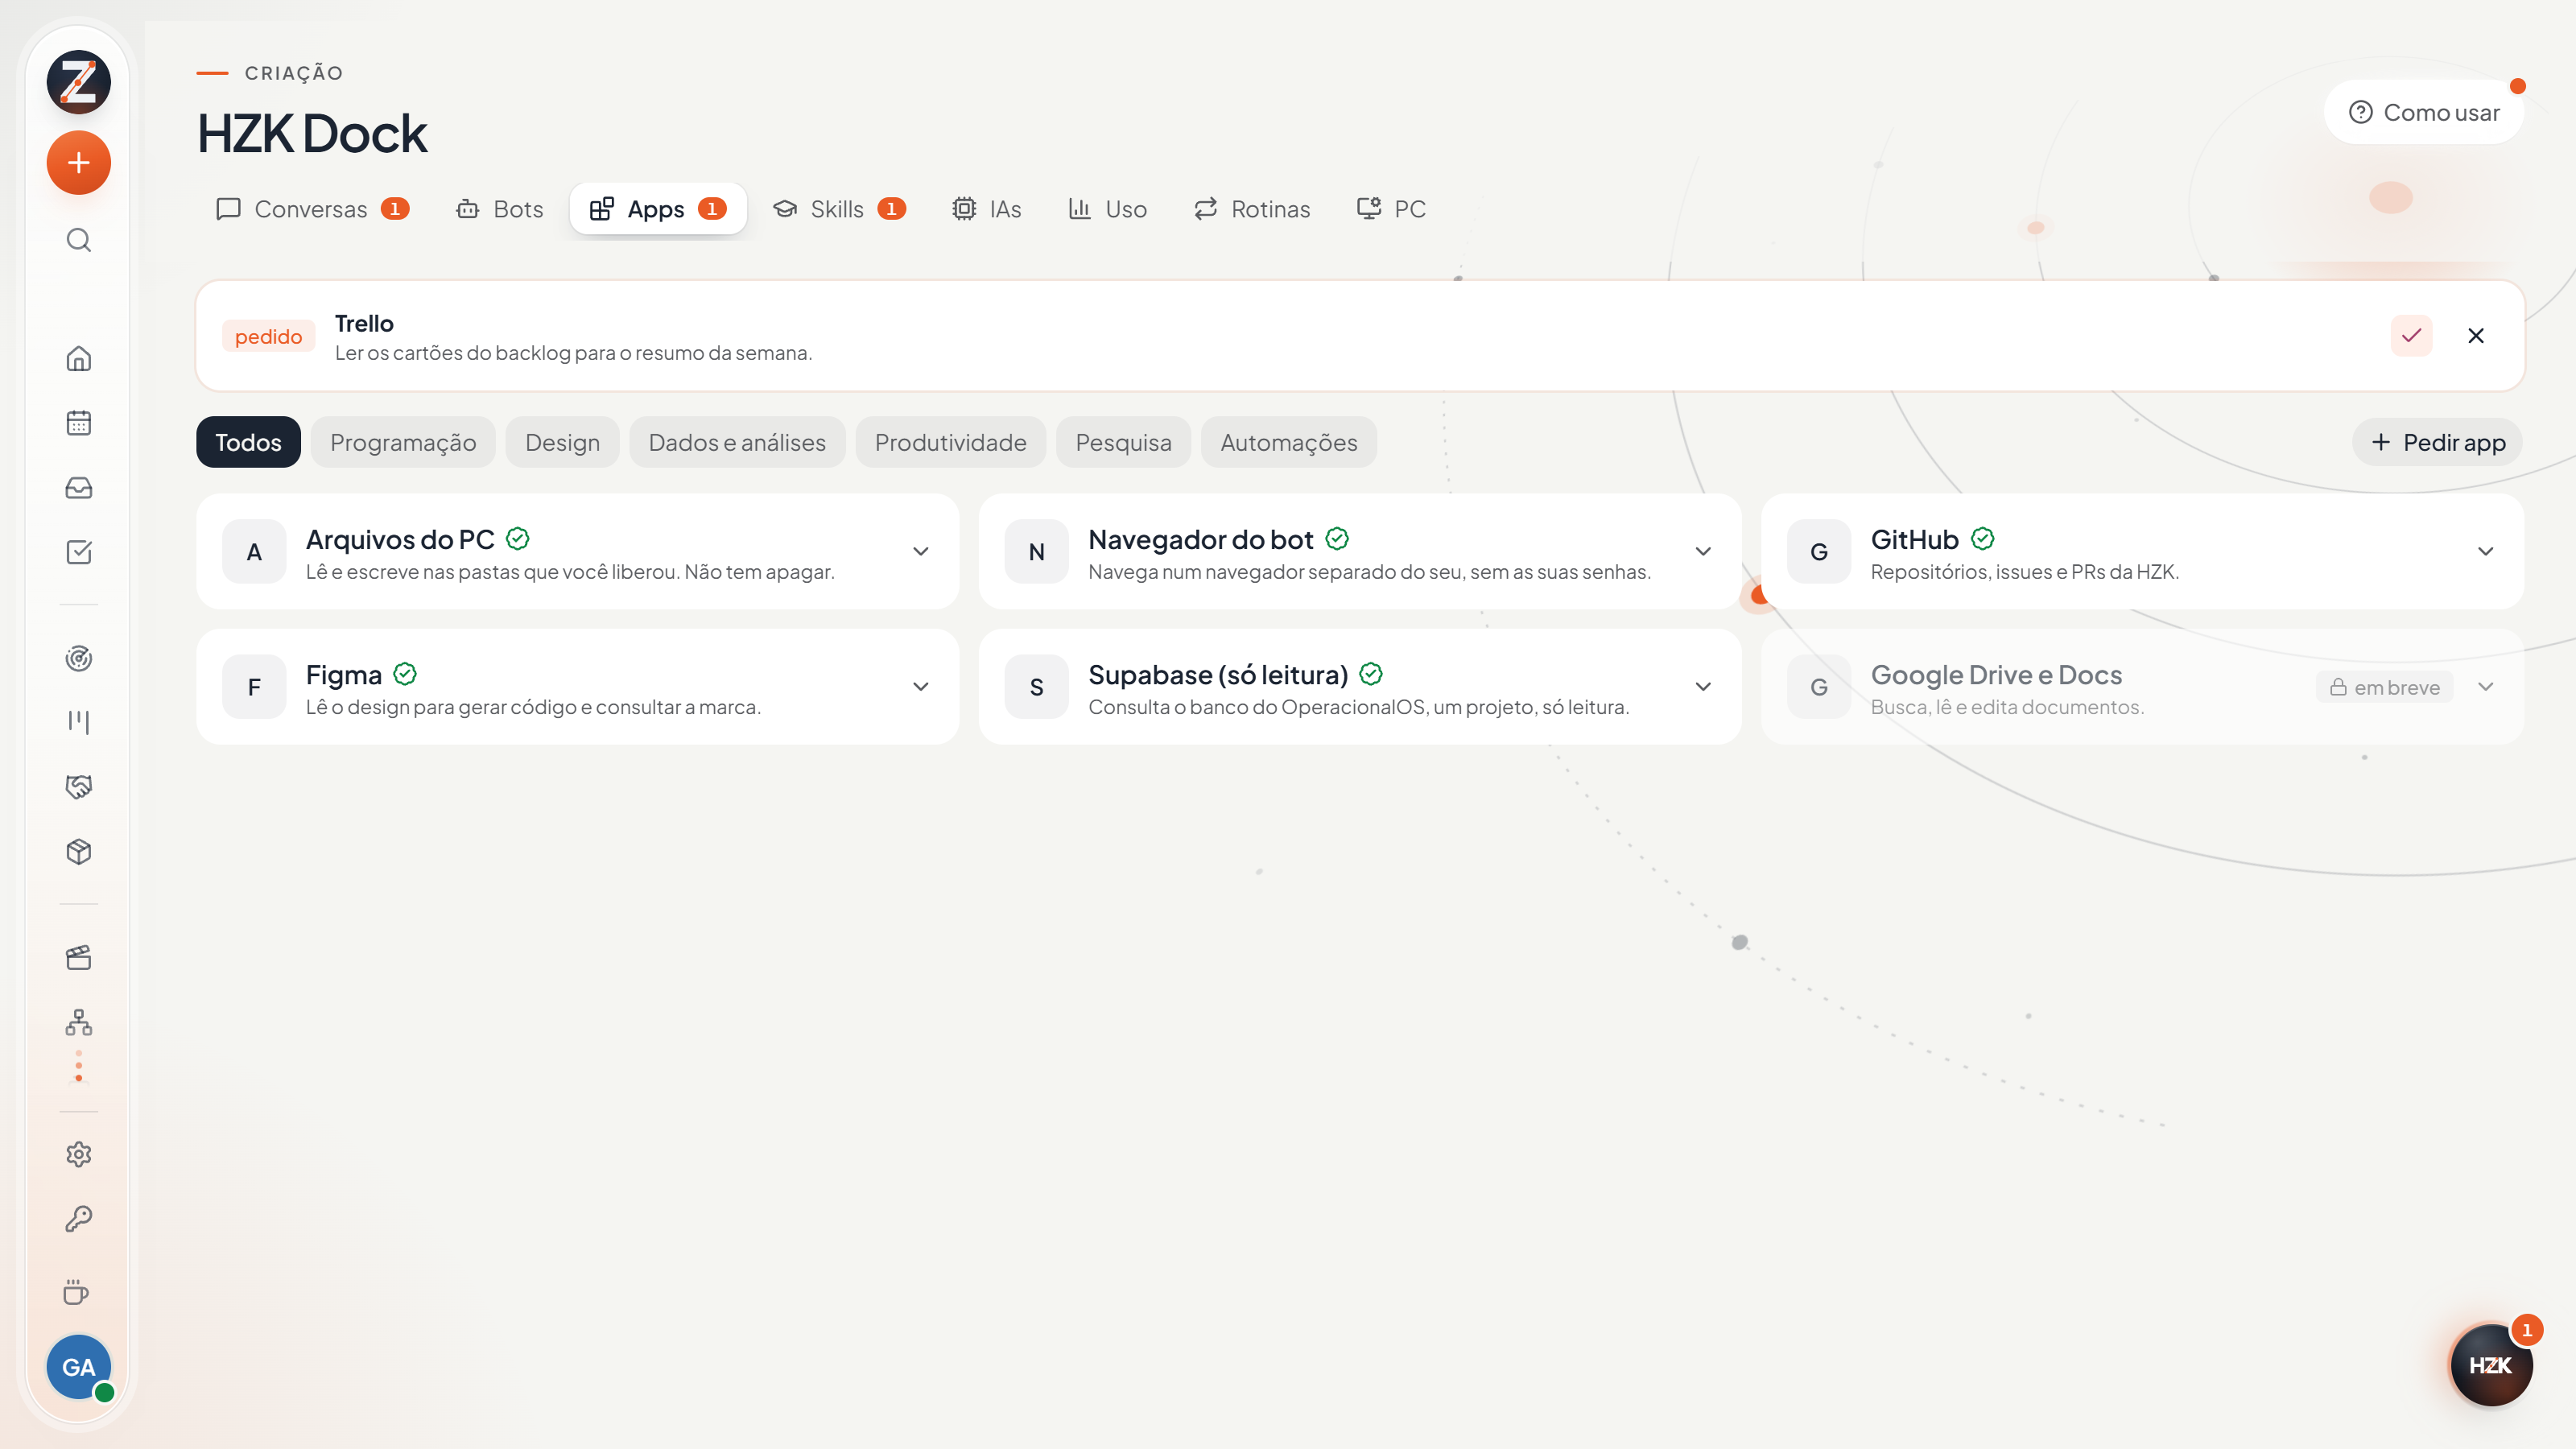 CRIAÇÃO
HZK Dock
Como usar
Conversas 1
Bots
Apps 1
Skills 1
IAs
Uso
Rotinas
PC
pedido
Trello
Ler os cartões do backlog para o resumo da semana.
Todos
Programação
Design
Dados e análises
Produtividade
Pesquisa
Automações
Pedir app
A
Arquivos do PC
Lê e escreve nas pastas que você liberou. Não tem apagar.
N
Navegador do bot
Navega num navegador separado do seu, sem as suas senhas.
G
GitHub
Repositórios, issues e PRs da HZK.
F
Figma
Lê o design para gerar código e consultar a marca.
S
Supabase (só leitura)
Consulta o banco do OperacionalOS, um projeto, só leitura.
G
Google Drive e Docs
Busca, lê e edita documentos.
em breve
GA
1
HZK